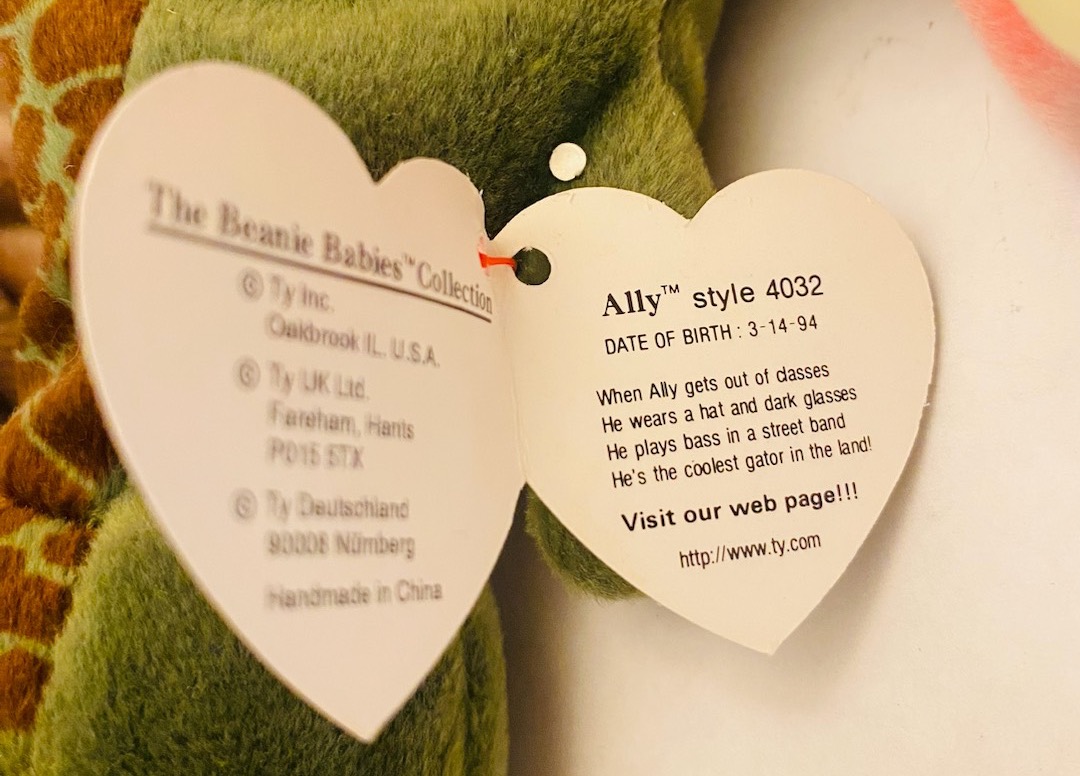 The Beanie Babies™Collection
© Ty Inc.
Oakbrook IL. U.S.A.
© Ty UK Ltd.
Fareham, Hants
P015 5TX
© Ty Deutschland
90008 Nürnberg
Handmade in China
Ally™ style 4032
DATE OF BIRTH : 3-14-94
When Ally gets out of classes
He wears a hat and dark glasses
He plays bass in a street band
He's the coolest gator in the land!
Visit our web page!!!
http://www.ty.com